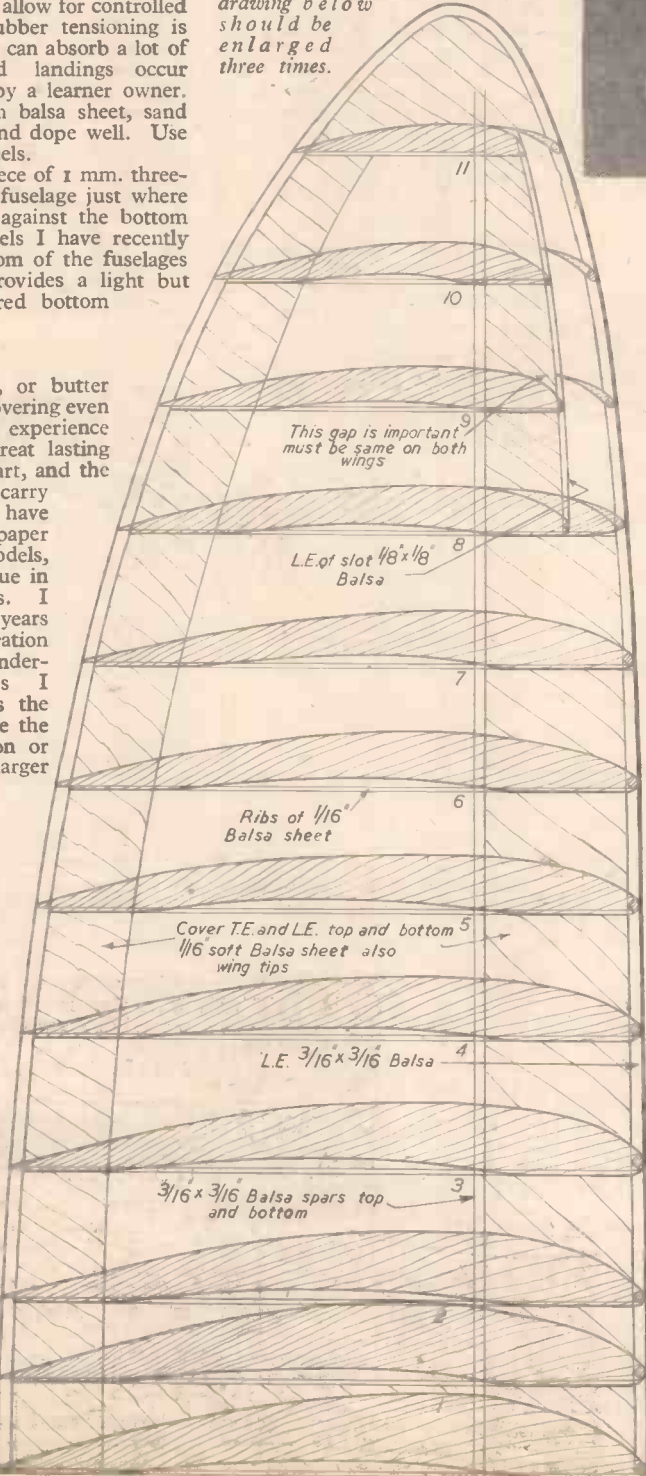 allow for controlled
ubber tensioning is
can absorb a lot of
d landings occur
by a learner owner.
n balsa sheet, sand
nd dope well. Use
els.
ece of 1 mm. three-
fuselage just where
against the bottom
els I have recently
om of the fuselages
rovides a light but
red bottom
, or butter
overing even
experience
reat lasting
art, and the
carry
have
paper
odels,
ue in
s. I
years
ration
nder-
s I
s the
e the
on or
arger
drawing below
should be
enlarged
three times.
11
10
9
This gap is important
must be same on both
wings
8
L.E. of slot 1/8" x 1/8"
Balsa
7
6
Ribs of 1/16"
Balsa sheet
5
Cover T.E. and L.E. top and bottom
1/16" soft Balsa sheet also
wing tips
4
L.E. 3/16" x 3/16" Balsa
3
3/16" x 3/16" Balsa spars top
and bottom
2
1